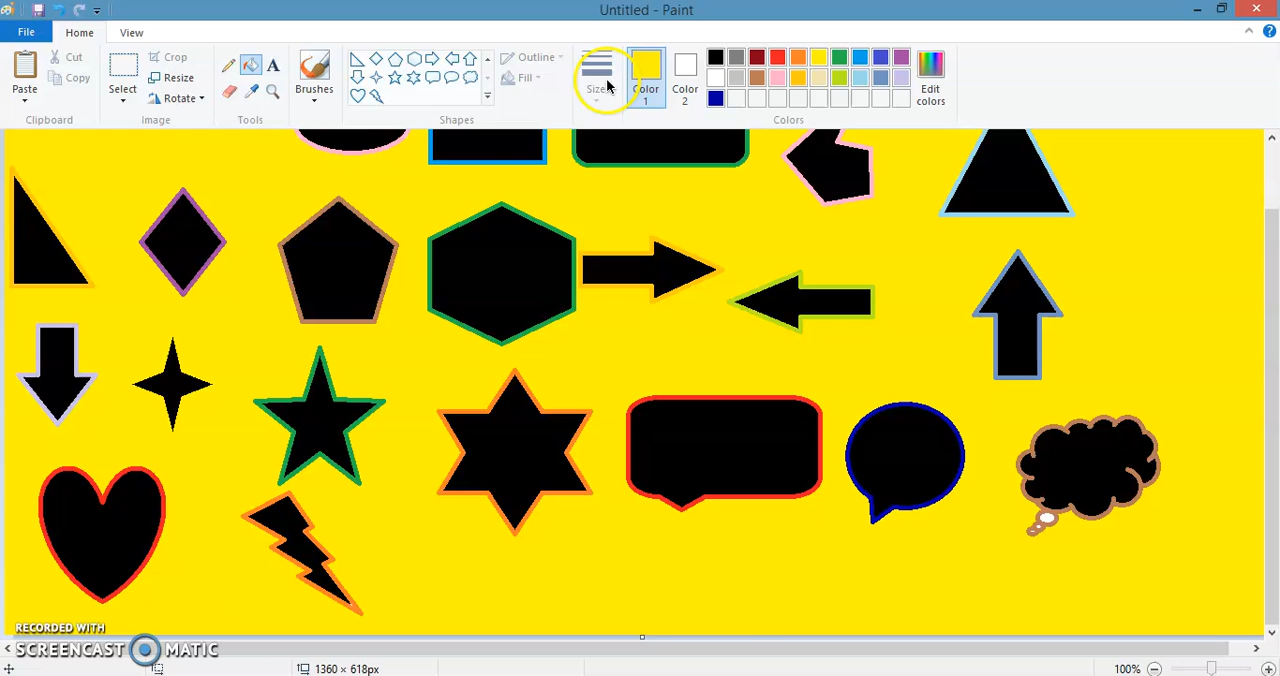 Untitled - Paint
File Home View
Paste
Cut
Copy
Clipboard
Select
Crop
Resize
Rotate
Image
A
Tools
Brushes
Shapes
Outline
Fill
Size
Color 1
Color 2
Edit colors
Colors
RECORDED WITH
SCREENCAST MATIC
1360 × 618px
100%